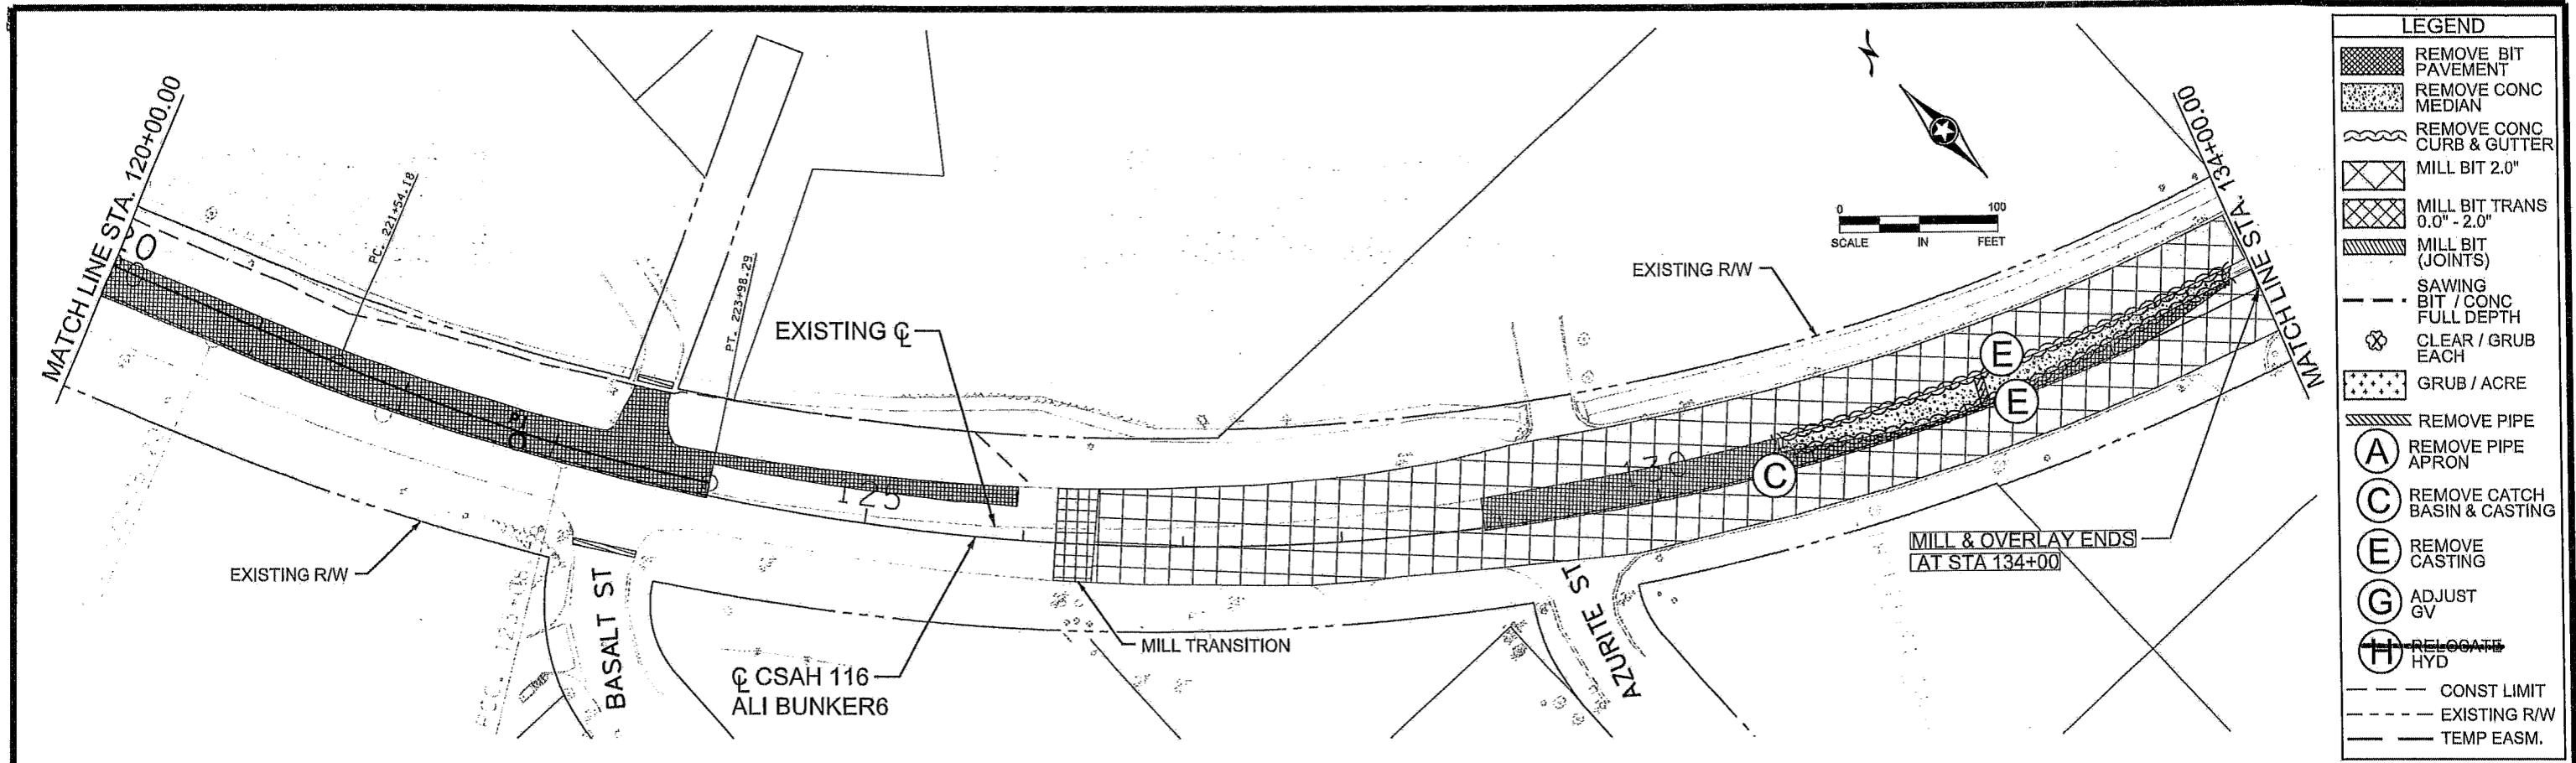 MATCH LINE STA. 120+00.00
PC. 221+54.18
PT. 223+98.29
EXISTING ℄
125
130
EXISTING R/W
0 100
SCALE IN FEET
EXISTING R/W
MATCH LINE STA. 134+00.00
E
E
C
MILL & OVERLAY ENDS
AT STA 134+00
BASALT ST
AZURITE ST
MILL TRANSITION
℄ CSAH 116
ALI BUNKER6
LEGEND
REMOVE BIT
PAVEMENT
REMOVE CONC
MEDIAN
REMOVE CONC
CURB & GUTTER
MILL BIT 2.0"
MILL BIT TRANS
0.0" - 2.0"
MILL BIT
(JOINTS)
SAWING
BIT / CONC
FULL DEPTH
CLEAR / GRUB
EACH
GRUB / ACRE
REMOVE PIPE
A REMOVE PIPE
APRON
C REMOVE CATCH
BASIN & CASTING
E REMOVE
CASTING
G ADJUST
GV
H RELOCATE
HYD
CONST LIMIT
EXISTING R/W
TEMP EASM.